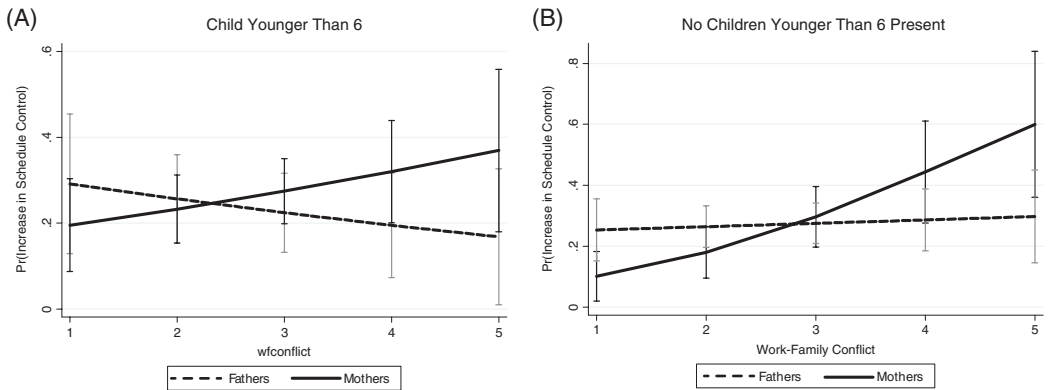 (A)
Child Younger Than 6
Pr(Increase in Schedule Control)
.6
.4
.2
0
1 2 3 4 5
wfconflict
Fathers Mothers
(B)
No Children Younger Than 6 Present
Pr(Increase in Schedule Control)
.8
.6
.4
.2
0
1 2 3 4 5
Work-Family Conflict
Fathers Mothers